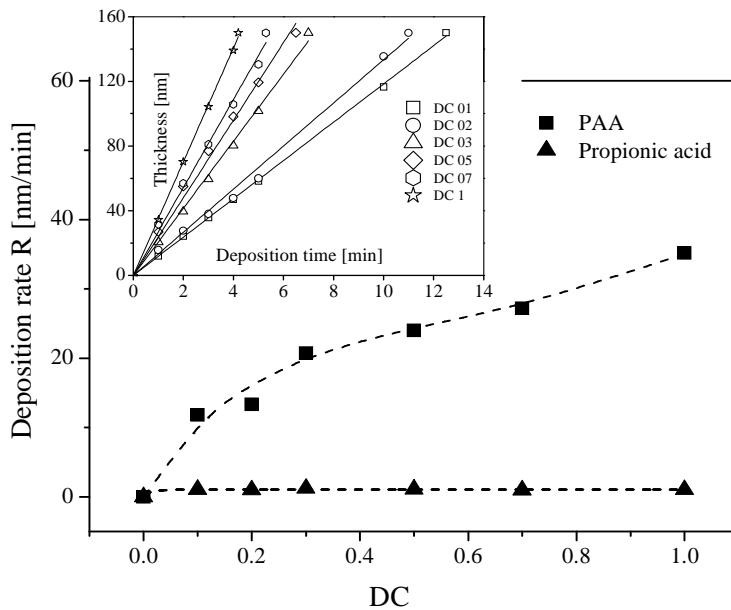 160
120
80
40
0
Thickness [nm]
0 2 4 6 8 10 12 14
Deposition time [min]
DC 01
DC 02
DC 03
DC 05
DC 07
DC 1
PAA
Propionic acid
60
40
20
0
Deposition rate R [nm/min]
0.0 0.2 0.4 0.6 0.8 1.0
DC